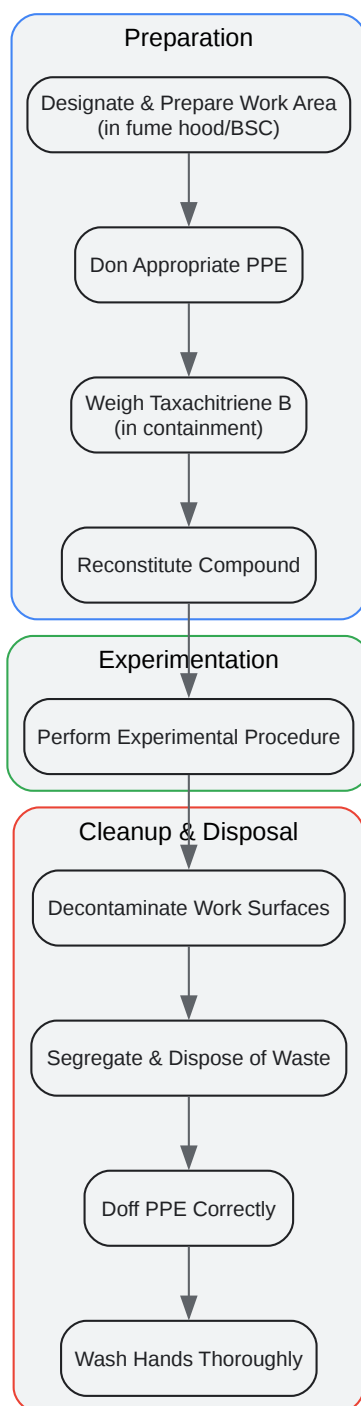 Preparation
Designate & Prepare Work Area
(in fume hood/BSC)
Don Appropriate PPE
Weigh Taxachitriene B
(in containment)
Reconstitute Compound
Experimentation
Perform Experimental Procedure
Cleanup & Disposal
Decontaminate Work Surfaces
Segregate & Dispose of Waste
Doff PPE Correctly
Wash Hands Thoroughly